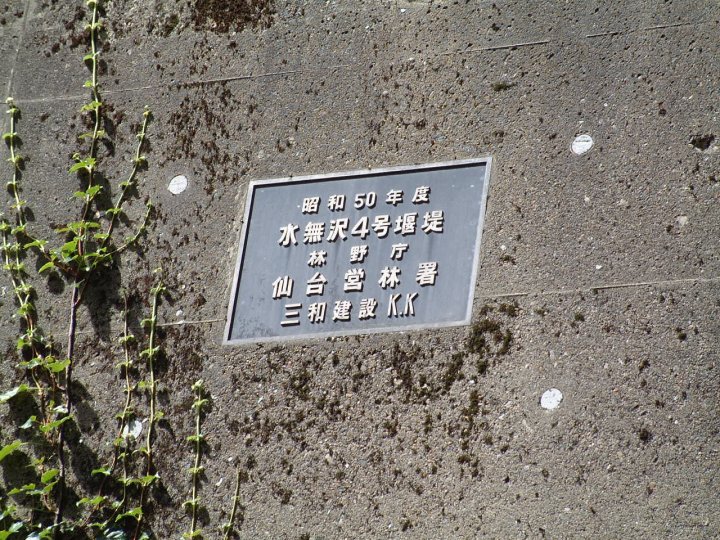 昭和50年度
水無沢4号堰堤
林野庁
仙台営林署
三和建設K.K